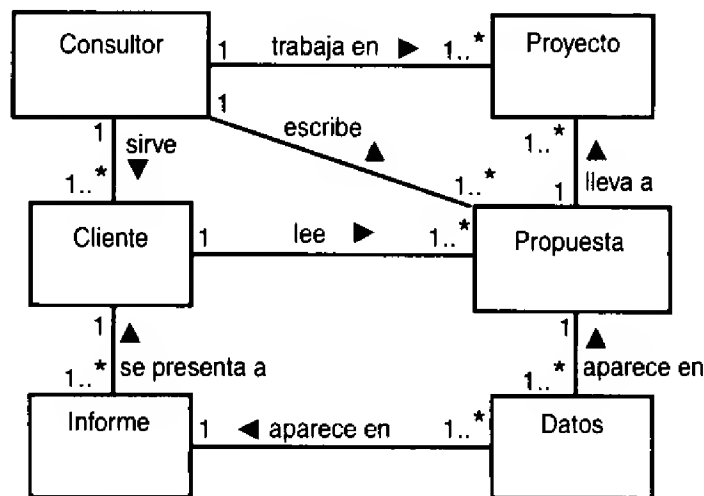 Consultor
1
trabaja en ▶
1..*
Proyecto
1
sirve
▼
1..*
1
escribe
▲
1..*
1..*
▲
lleva a
1
Cliente
1
lee ▶
1..*
Propuesta
1
▲
se presenta a
1..*
1
▲
aparece en
1..*
Informe
1
◀ aparece en
1..*
Datos